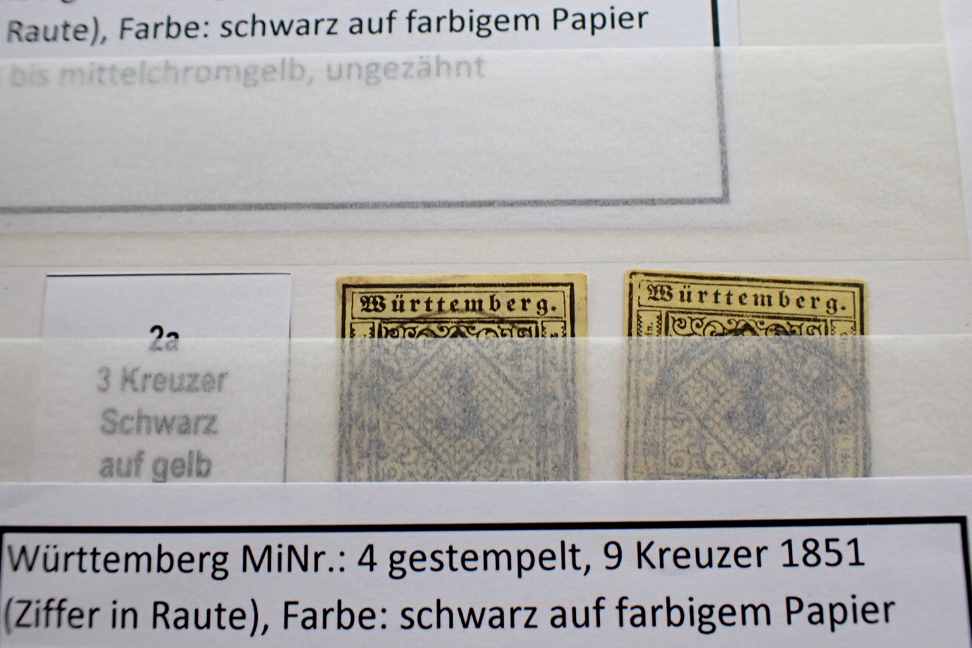 Raute), Farbe: schwarz auf farbigem Papier
bis mittelchromgelb, ungezähnt
2a
3 Kreuzer
Schwarz
auf gelb
Württemberg.
Württemberg.
Württemberg MiNr.: 4 gestempelt, 9 Kreuzer 1851
(Ziffer in Raute), Farbe: schwarz auf farbigem Papier